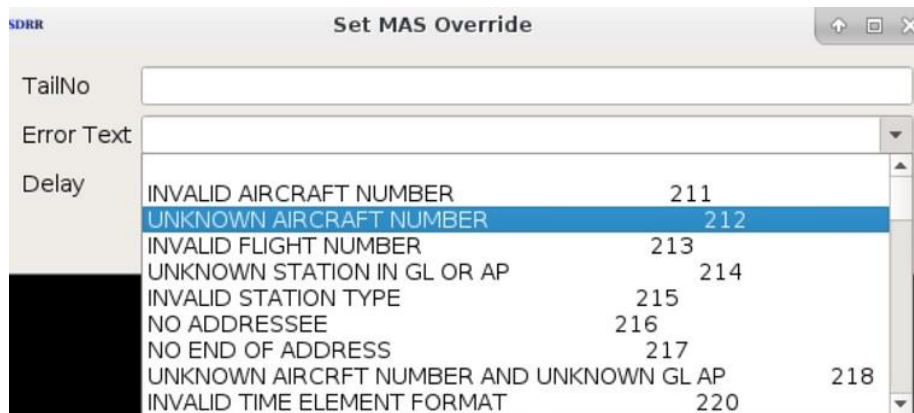 SDRR Set MAS Override
TailNo
Error Text
Delay
INVALID AIRCRAFT NUMBER 211
UNKNOWN AIRCRAFT NUMBER 212
INVALID FLIGHT NUMBER 213
UNKNOWN STATION IN GL OR AP 214
INVALID STATION TYPE 215
NO ADDRESSEE 216
NO END OF ADDRESS 217
UNKNOWN AIRCRFT NUMBER AND UNKNOWN GL AP 218
INVALID TIME ELEMENT FORMAT 220